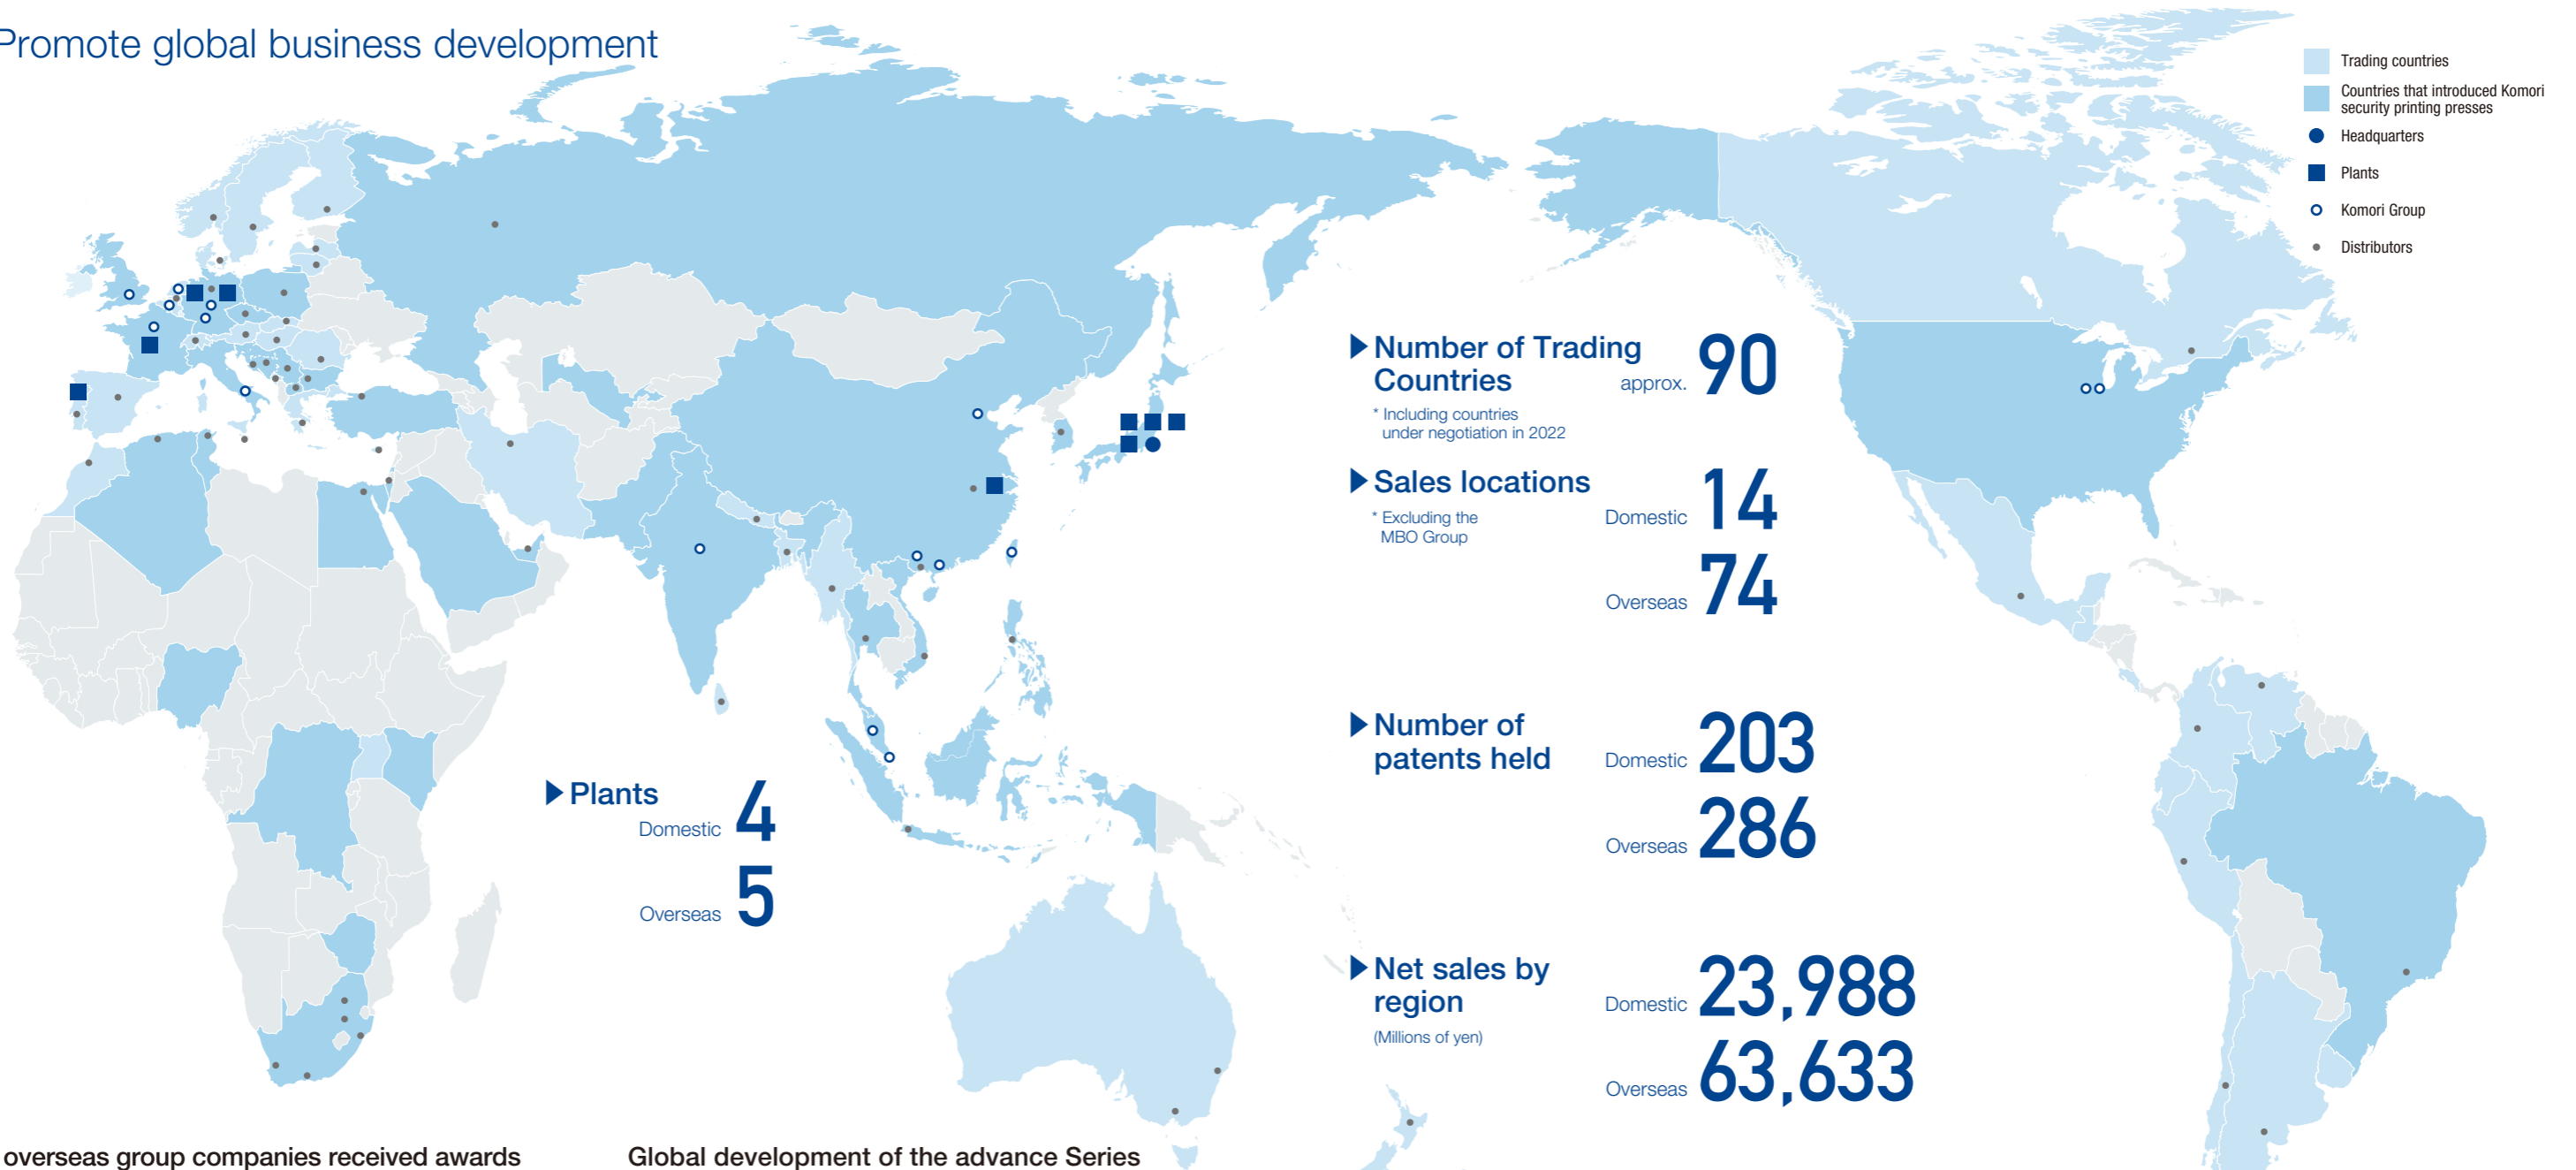 Promote global business development
Trading countries
Countries that introduced Komori
security printing presses
Headquarters
Plants
Komori Group
Distributors
Number of Trading
Countries
approx. 90
* Including countries
under negotiation in 2022
Sales locations
* Excluding the
MBO Group
Domestic 14
Overseas 74
Number of
patents held
Domestic 203
Overseas 286
Plants
Domestic 4
Overseas 5
Net sales by
region
(Millions of yen)
Domestic 23,988
Overseas 63,633
overseas group companies received awards
Global development of the advance Series